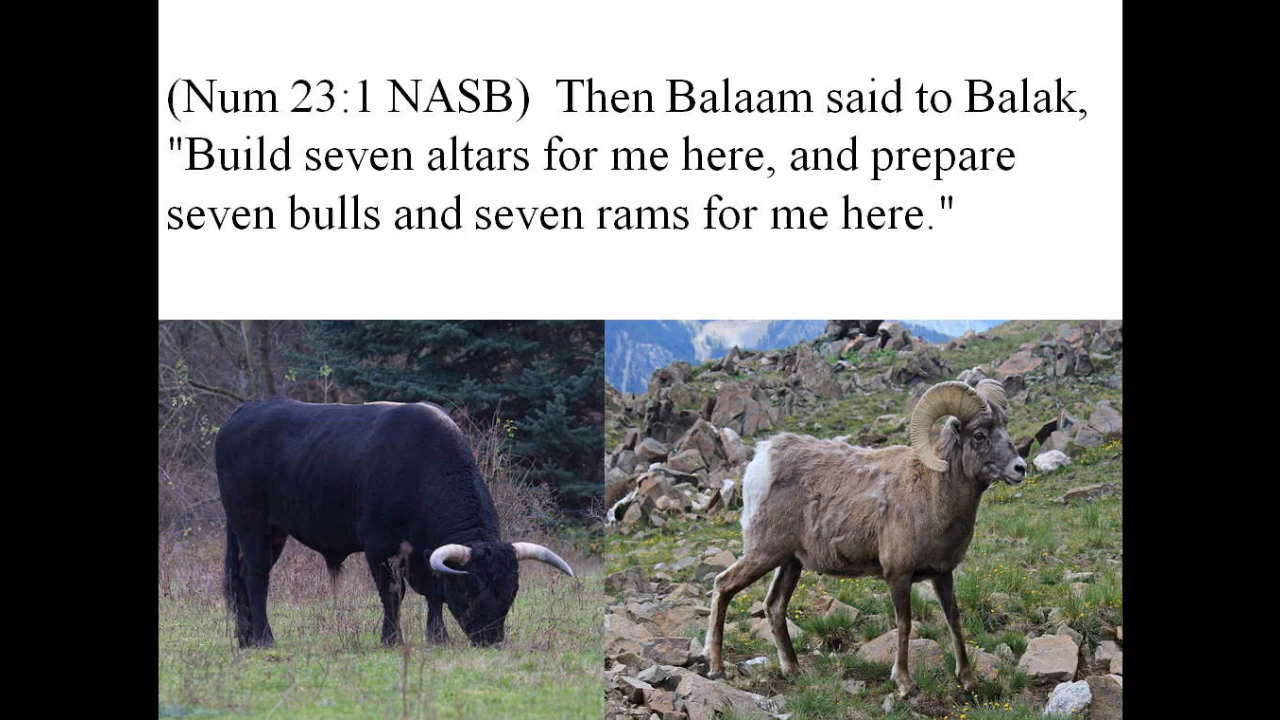 (Num 23:1 NASB)  Then Balaam said to Balak,
"Build seven altars for me here, and prepare
seven bulls and seven rams for me here."